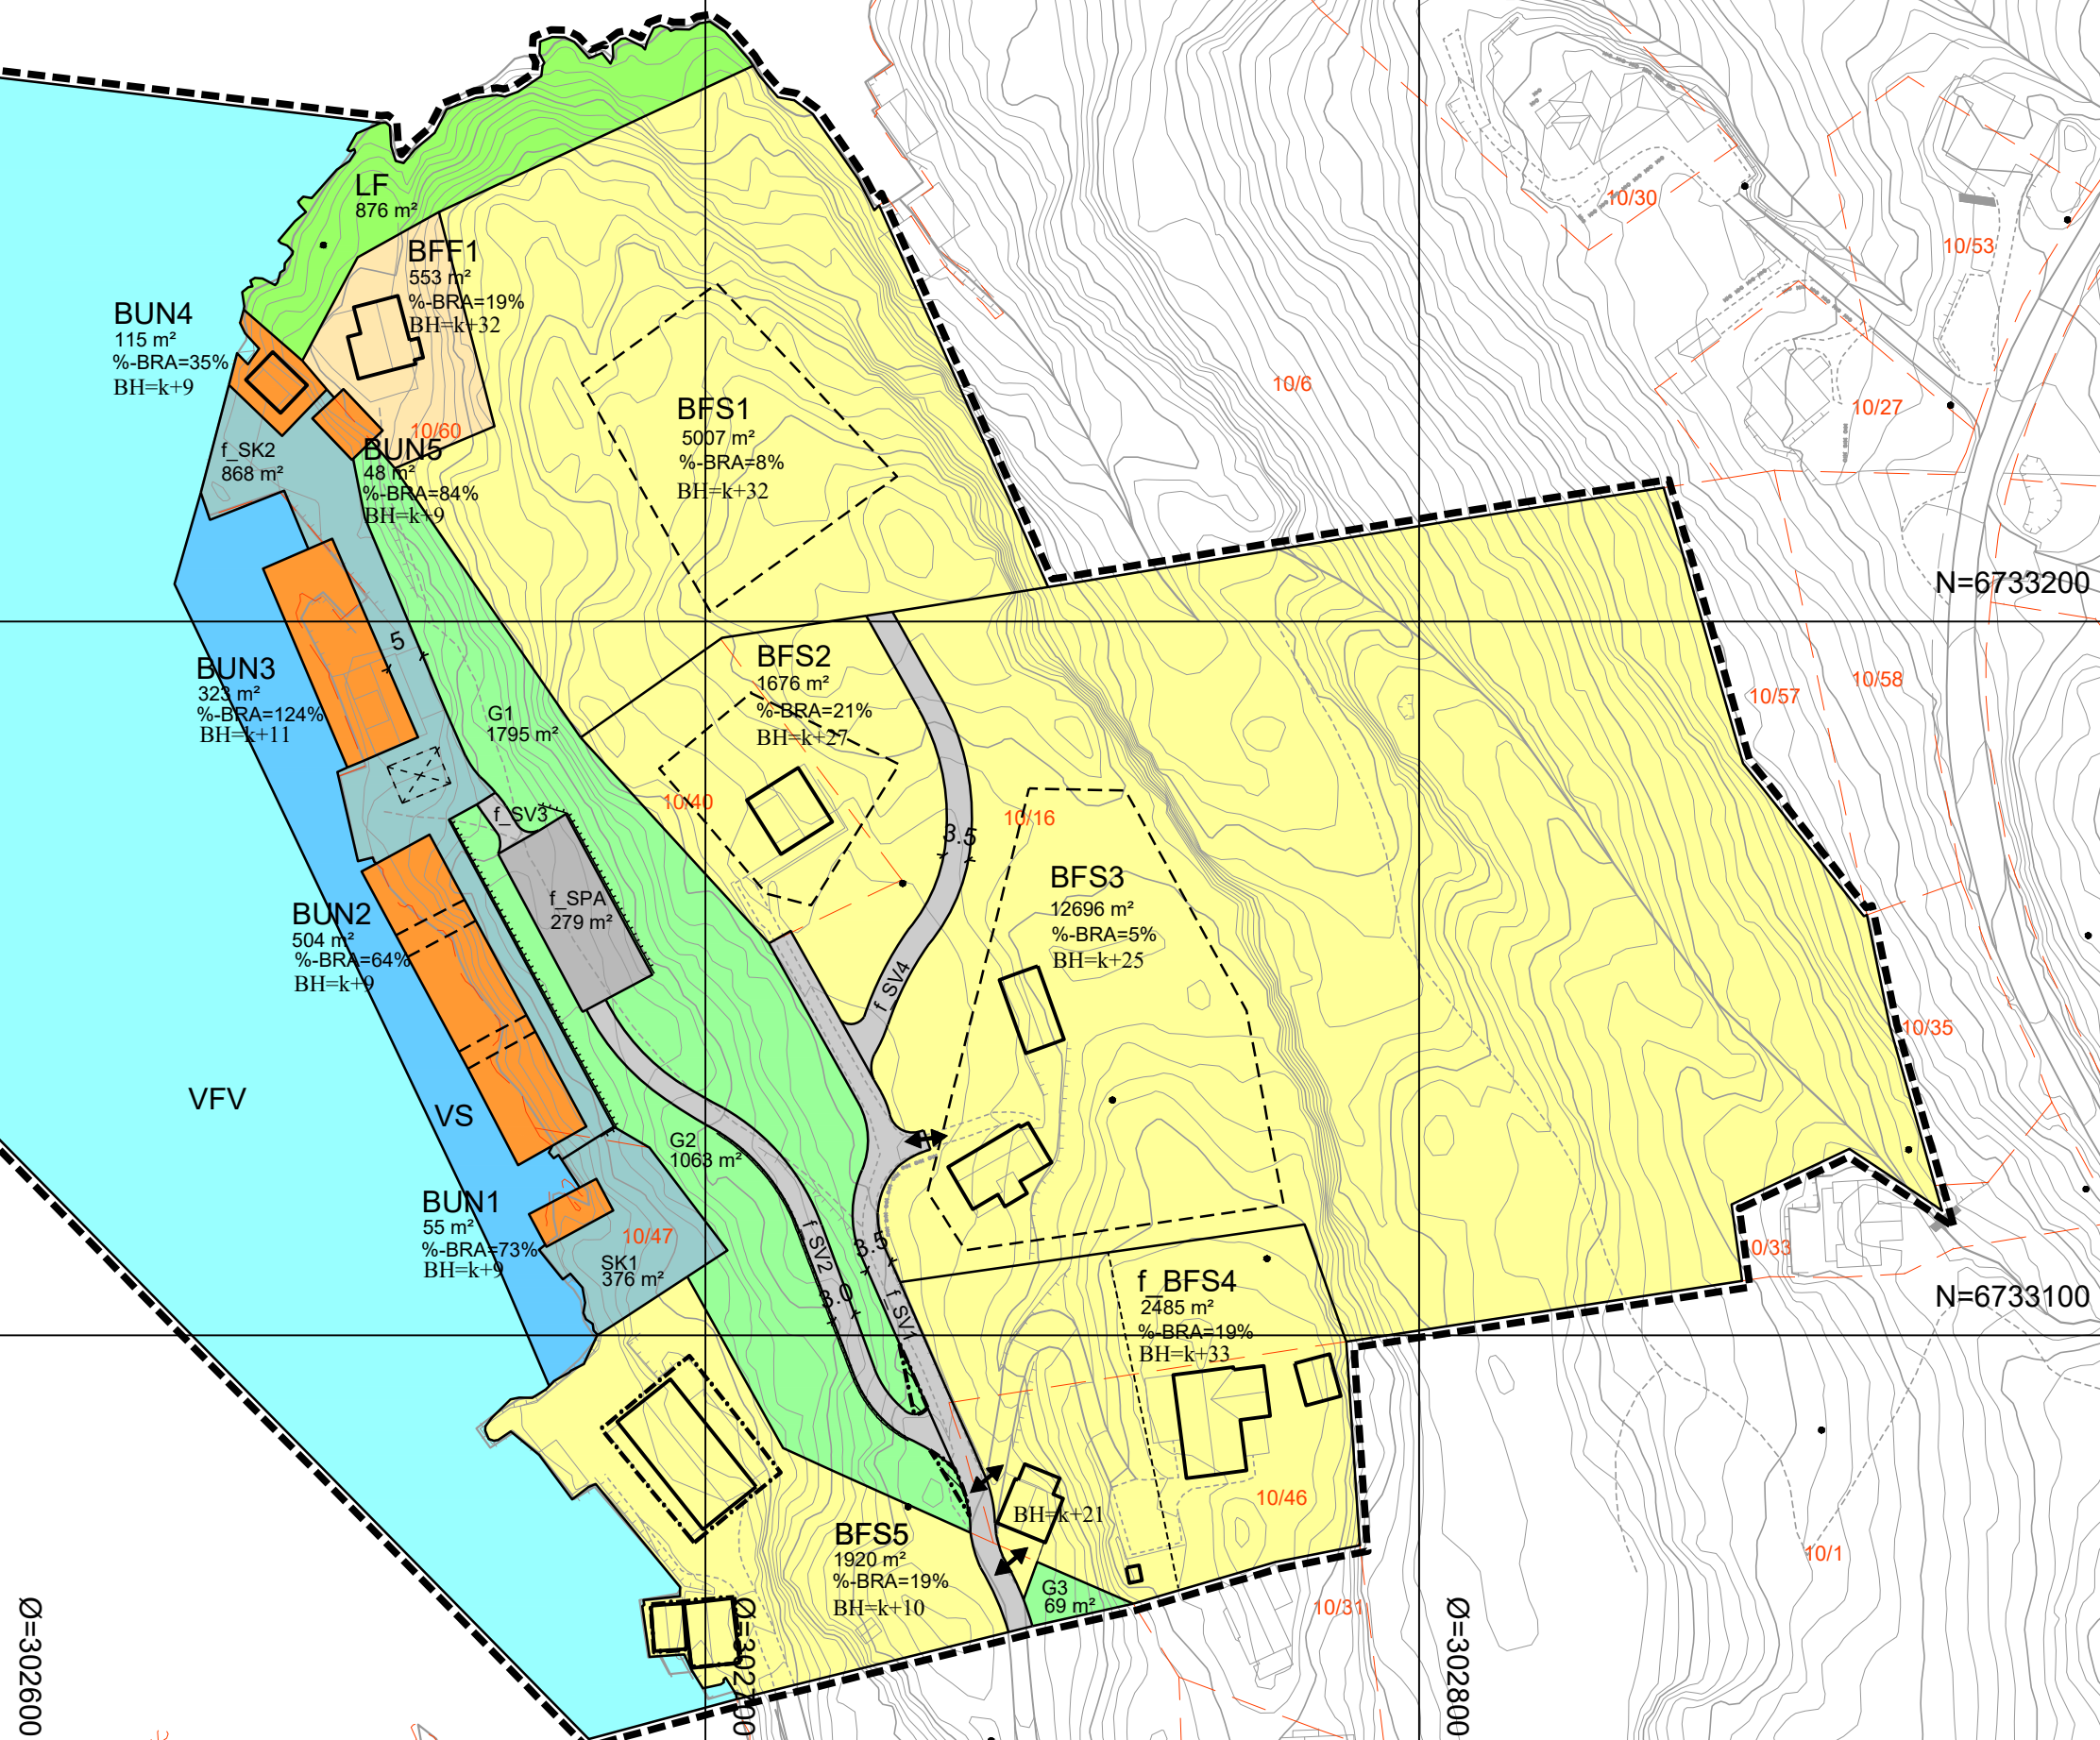 LF
876 m²
BFF1
553 m²
%-BRA=19%
BH=k+32
BUN4
115 m²
%-BRA=35%
BH=k+9
10/60
BUN5
48 m²
%-BRA=84%
BH=k+9
f_SK2
868 m²
BFS1
5007 m²
%-BRA=8%
BH=k+32
10/6
10/30
10/53
10/27
N=6733200
5
BUN3
323 m²
%-BRA=124%
BH=k+11
G1
1795 m²
BFS2
1676 m²
%-BRA=21%
BH=k+27
10/57
10/58
10/40
f_SV3
10/16
3.5
BFS3
12696 m²
%-BRA=5%
BH=k+25
f_SPA
279 m²
BUN2
504 m²
%-BRA=64%
BH=k+9
f_SV4
10/35
VFV
VS
G2
1063 m²
BUN1
55 m²
%-BRA=73%
BH=k+9
10/47
SK1
376 m²
f_SV2
3.5
3.0
f_SV1
f_BFS4
2485 m²
%-BRA=19%
BH=k+33
0/33
N=6733100
10/46
BH=k+21
BFS5
1920 m²
%-BRA=19%
BH=k+10
G3
69 m²
10/31
10/1
Ø=302600
Ø=302700
Ø=302800